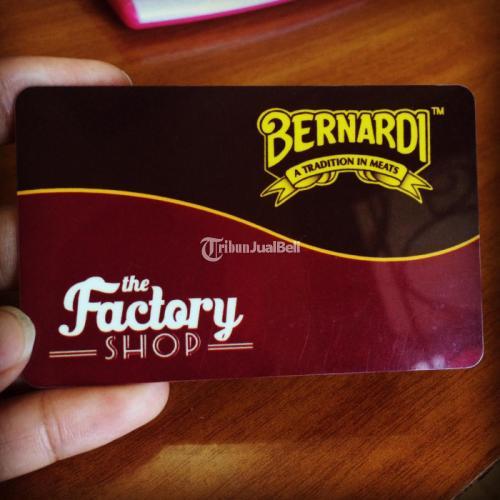 BERNARDI™
A TRADITION IN MEATS
TribunJualBeli
the
Factory
SHOP